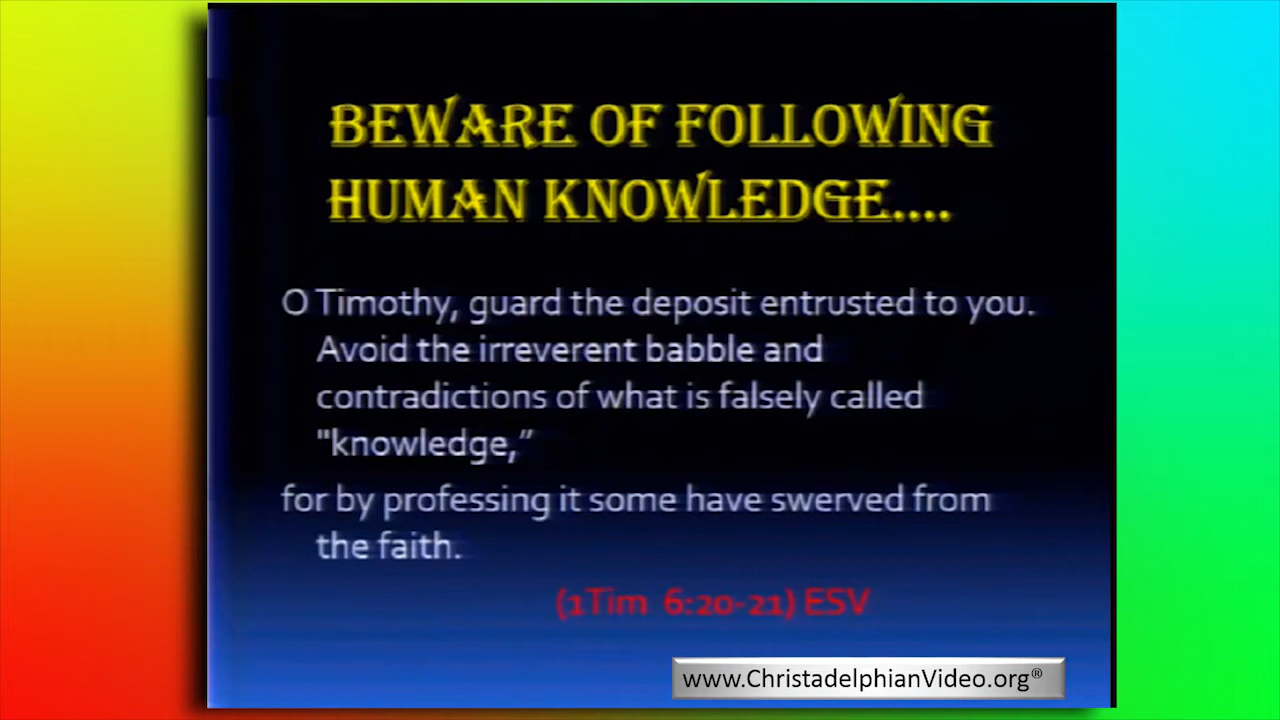 BEWARE OF FOLLOWING
HUMAN KNOWLEDGE....
O Timothy, guard the deposit entrusted to you.
Avoid the irreverent babble and
contradictions of what is falsely called
"knowledge,”
for by professing it some have swerved from
the faith.
(1Tim 6:20-21) ESV
www.ChristadelphianVideo.org®